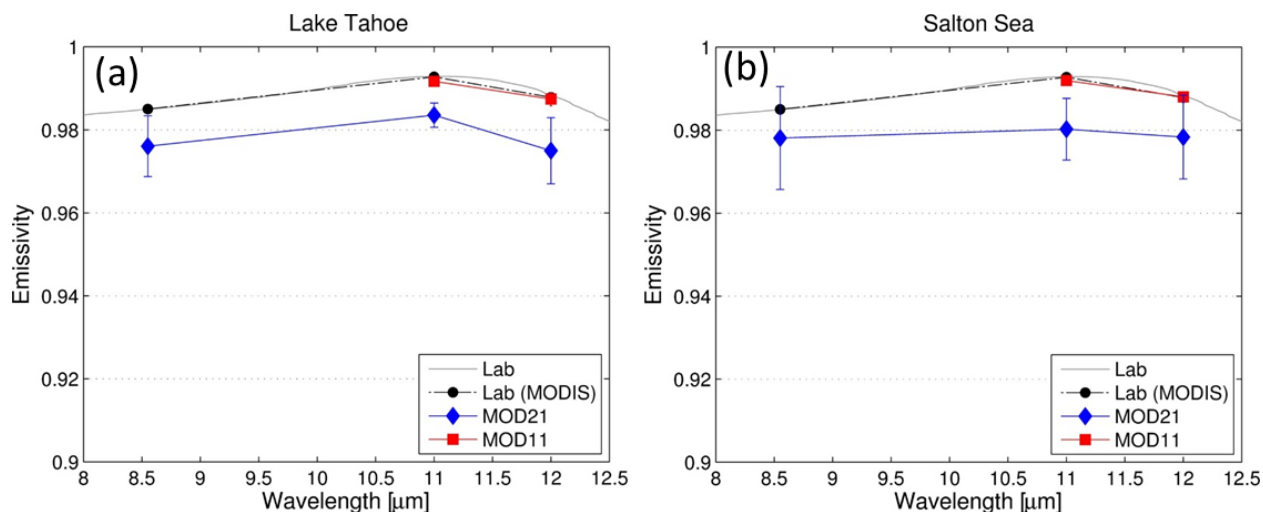 Lake Tahoe
(a)
1
0.98
0.96
0.94
0.92
0.9
Emissivity
8 8.5 9 9.5 10 10.5 11 11.5 12 12.5
Wavelength [μm]
Lab
Lab (MODIS)
MOD21
MOD11
Salton Sea
(b)
1
0.98
0.96
0.94
0.92
0.9
Emissivity
8 8.5 9 9.5 10 10.5 11 11.5 12 12.5
Wavelength [μm]
Lab
Lab (MODIS)
MOD21
MOD11